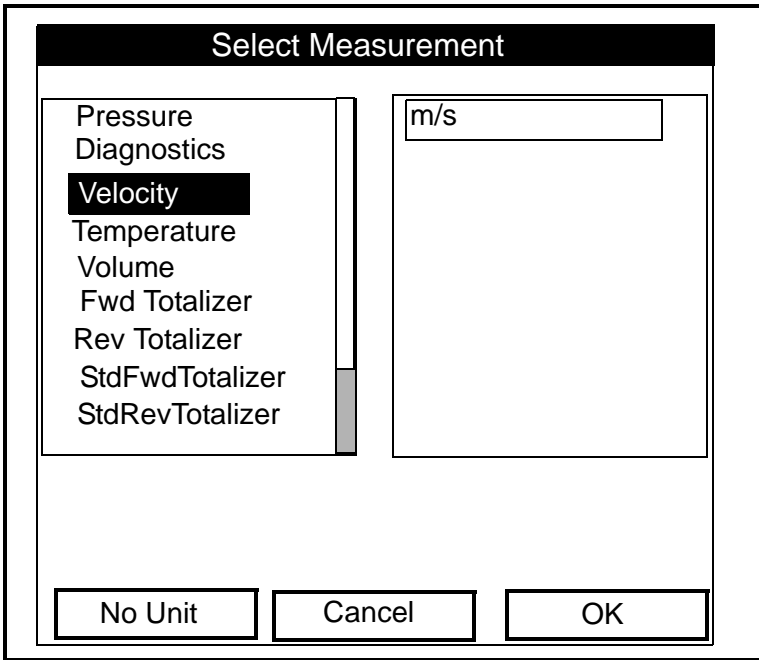 Select Measurement
Pressure
Diagnostics
Velocity
Temperature
Volume
Fwd Totalizer
Rev Totalizer
StdFwdTotalizer
StdRevTotalizer
m/s
No Unit
Cancel
OK